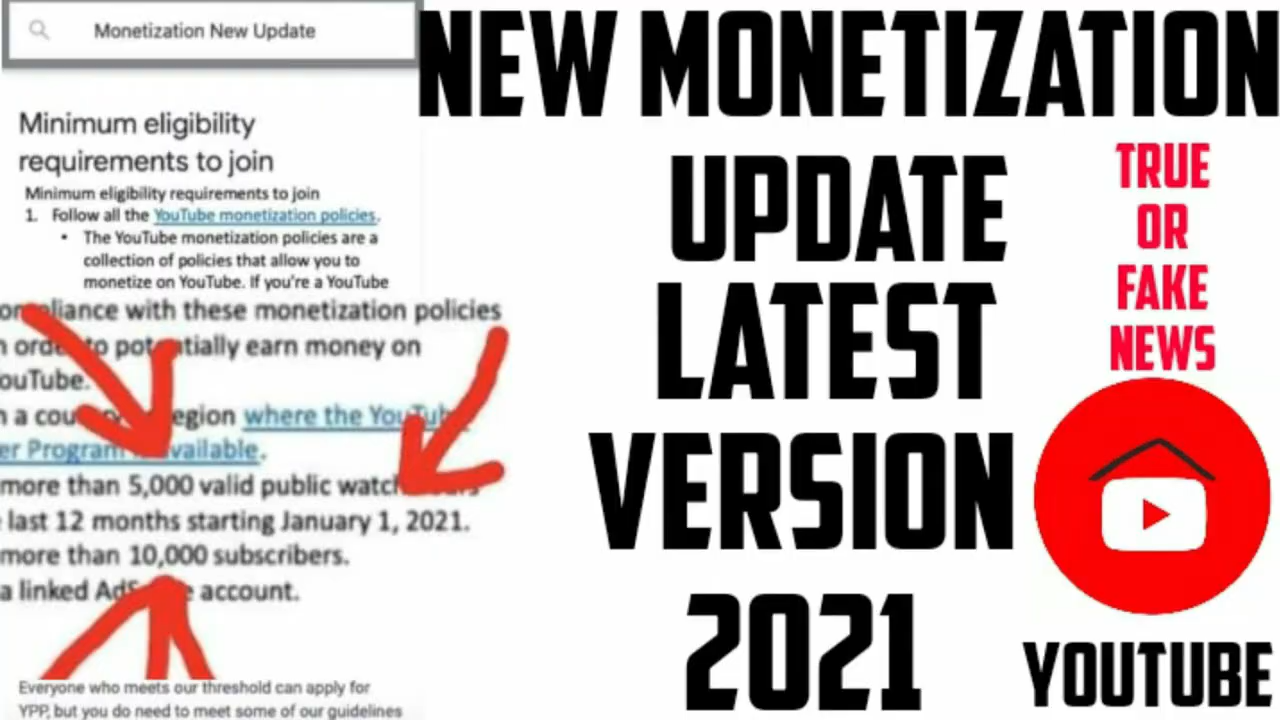 Monetization New Update
Minimum eligibility
requirements to join
Minimum eligibility requirements to join
1. Follow all the YouTube monetization policies.
• The YouTube monetization policies are a
collection of policies that allow you to
monetize on YouTube. If you're a YouTube
with these monetization policies
to potentially earn money on
ouTube.
where the YouTube
Program available.
more than 5,000 valid public watch
last 12 months starting January 1, 2021.
more than 10,000 subscribers.
a linked account.
Everyone who meets our threshold can apply for
YPP, but you do need to meet some of our guidelines
NEW MONETIZATION
UPDATE
LATEST
VERSION
2021
TRUE
OR
FAKE
NEWS
YOUTUBE